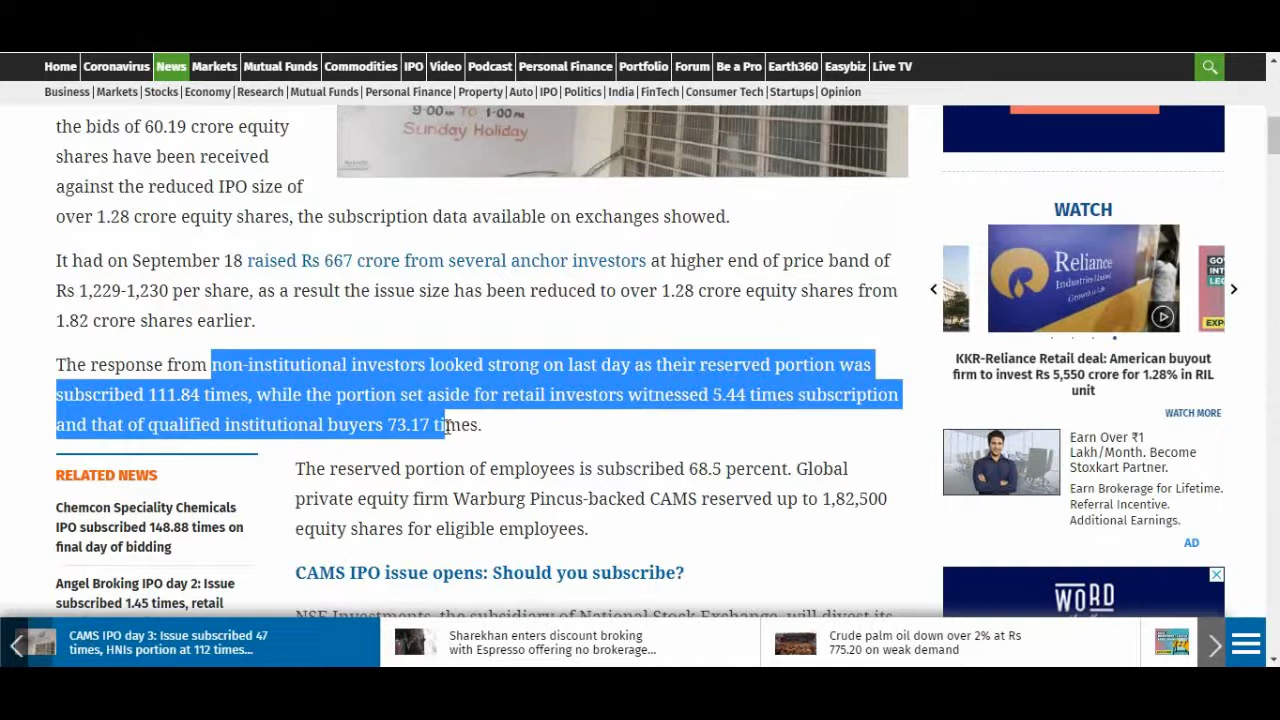 Home Coronavirus News Markets Mutual Funds Commodities IPO Video Podcast Personal Finance Portfolio Forum Be a Pro Earth360 Easybiz Live TV
Business Markets Stocks Economy Research Mutual Funds Personal Finance Property Auto IPO Politics India FinTech Consumer Tech Startups Opinion
9-00 AM TO 1-00 PM
Sunday Holiday
the bids of 60.19 crore equity
shares have been received
against the reduced IPO size of
over 1.28 crore equity shares, the subscription data available on exchanges showed.
It had on September 18 raised Rs 667 crore from several anchor investors at higher end of price band of
Rs 1,229-1,230 per share, as a result the issue size has been reduced to over 1.28 crore equity shares from
1.82 crore shares earlier.
The response from non-institutional investors looked strong on last day as their reserved portion was
subscribed 111.84 times, while the portion set aside for retail investors witnessed 5.44 times subscription
and that of qualified institutional buyers 73.17 times.
RELATED NEWS
Chemcon Speciality Chemicals
IPO subscribed 148.88 times on
final day of bidding
Angel Broking IPO day 2: Issue
subscribed 1.45 times, retail
The reserved portion of employees is subscribed 68.5 percent. Global
private equity firm Warburg Pincus-backed CAMS reserved up to 1,82,500
equity shares for eligible employees.
CAMS IPO issue opens: Should you subscribe?
NSE Investments, the subsidiary of National Stock Exchange, will divest its
WATCH
Reliance
Industries Limited
Growth is Life
EXP
KKR-Reliance Retail deal: American buyout
firm to invest Rs 5,550 crore for 1.28% in RIL
unit
WATCH MORE
Earn Over ₹1
Lakh/Month. Become
Stoxkart Partner.
Earn Brokerage for Lifetime.
Referral Incentive.
Additional Earnings.
AD
WORD
CAMS IPO day 3: Issue subscribed 47
times, HNIs portion at 112 times...
Sharekhan enters discount broking
with Espresso offering no brokerage...
Crude palm oil down over 2% at Rs
775.20 on weak demand